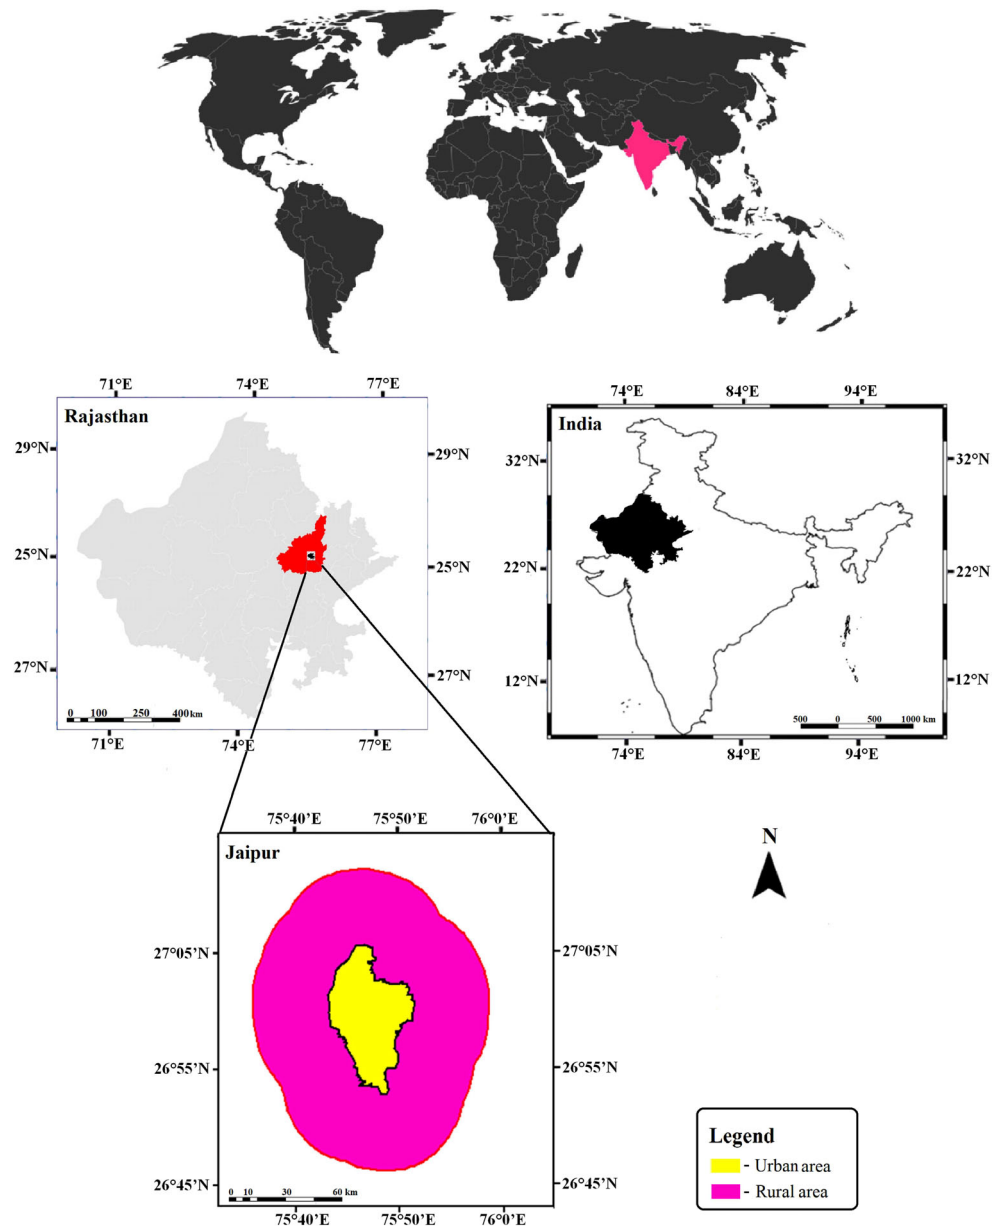 71°E 74°E 77°E
Rajasthan
29°N 29°N
25°N 25°N
27°N 27°N
0 100 250 400 km
71°E 74°E 77°E
74°E 84°E 94°E
India
32°N 32°N
22°N 22°N
12°N 12°N
500 0 500 1000 km
74°E 84°E 94°E
75°40'E 75°50'E 76°0'E
Jaipur
27°05'N 27°05'N
26°55'N 26°55'N
26°45'N 26°45'N
0 10 30 60 km
75°40'E 75°50'E 76°0'E
N
Legend
- Urban area
- Rural area